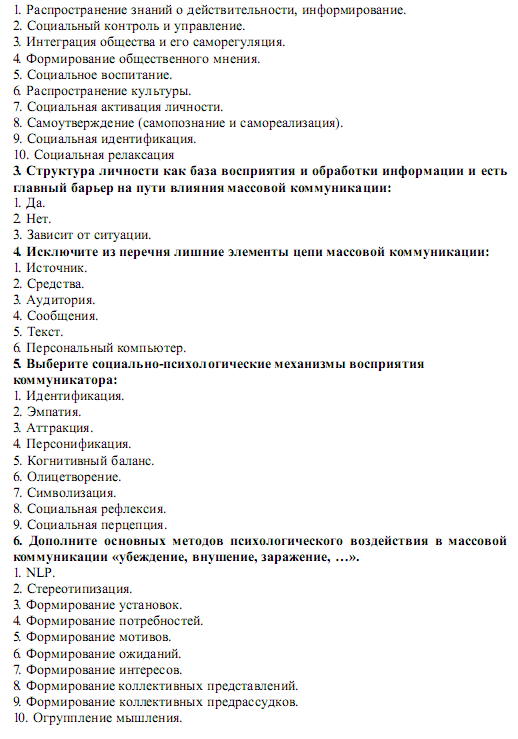 1. Распространение знаний о действительности, информирование.
2. Социальный контроль и управление.
3. Интеграция общества и его саморегуляция.
4. Формирование общественного мнения.
5. Социальное воспитание.
6. Распространение культуры.
7. Социальная активация личности.
8. Самоутверждение (самопознание и самореализация).
9. Социальная идентификация.
10. Социальная релаксация
3. Структура личности как база восприятия и обработки информации и есть
главный барьер на пути влияния массовой коммуникации:
1. Да.
2. Нет.
3. Зависит от ситуации.
4. Исключите из перечня лишние элементы цепи массовой коммуникации:
1. Источник.
2. Средства.
3. Аудитория.
4. Сообщения.
5. Текст.
6. Персональный компьютер.
5. Выберите социально-психологические механизмы восприятия
коммуникатора:
1. Идентификация.
2. Эмпатия.
3. Аттракция.
4. Персонификация.
5. Когнитивный баланс.
6. Олицетворение.
7. Символизация.
8. Социальная рефлексия.
9. Социальная перцепция.
6. Дополните основных методов психологического воздействия в массовой
коммуникации «убеждение, внушение, заражение, …».
1. NLP.
2. Стереотипизация.
3. Формирование установок.
4. Формирование потребностей.
5. Формирование мотивов.
6. Формирование ожиданий.
7. Формирование интересов.
8. Формирование коллективных представлений.
9. Формирование коллективных предрассудков.
10. Огруппление мышления.